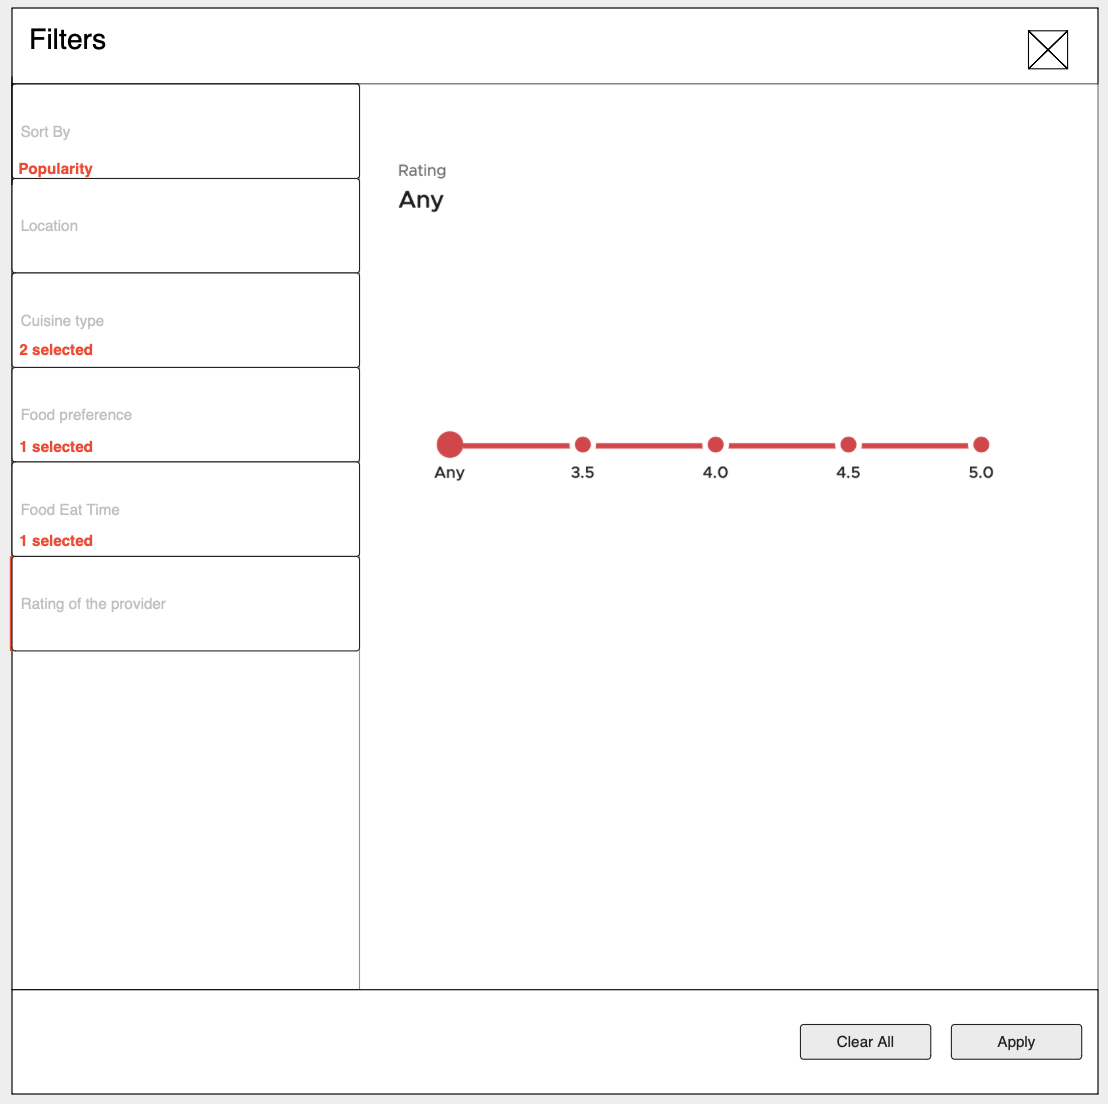 Filters
Sort By
Popularity
Location
Cuisine type
2 selected
Food preference
1 selected
Food Eat Time
1 selected
Rating of the provider
Rating
Any
Any 3.5 4.0 4.5 5.0
Clear All Apply